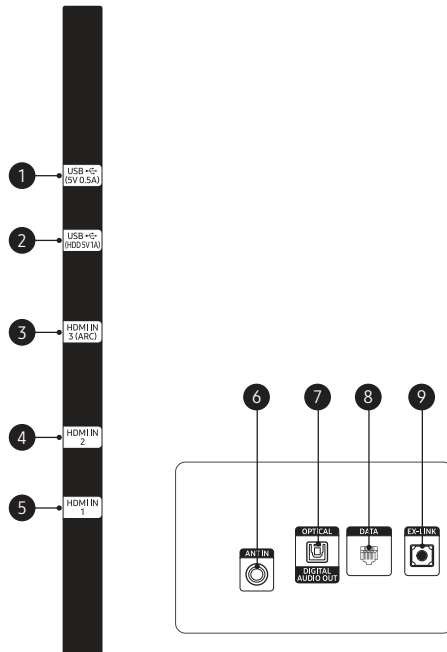 1
USB
(5V 0.5A)
2
USB
(HDD 5V 1A)
3
HDMI IN
3 (ARC)
4
HDMI IN
2
5
HDMI IN
1
6
7
8
9
ANT IN
OPTICAL
DIGITAL
AUDIO OUT
DATA
EX-LINK